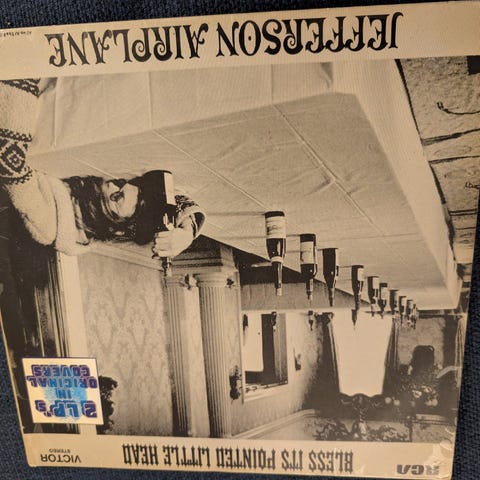 RCA
BLESS ITS POINTED LITTLE HEAD
VICTOR
STEREO
2 LP's
IN
ORIGINAL
COVERS
JEFFERSON AIRPLANE